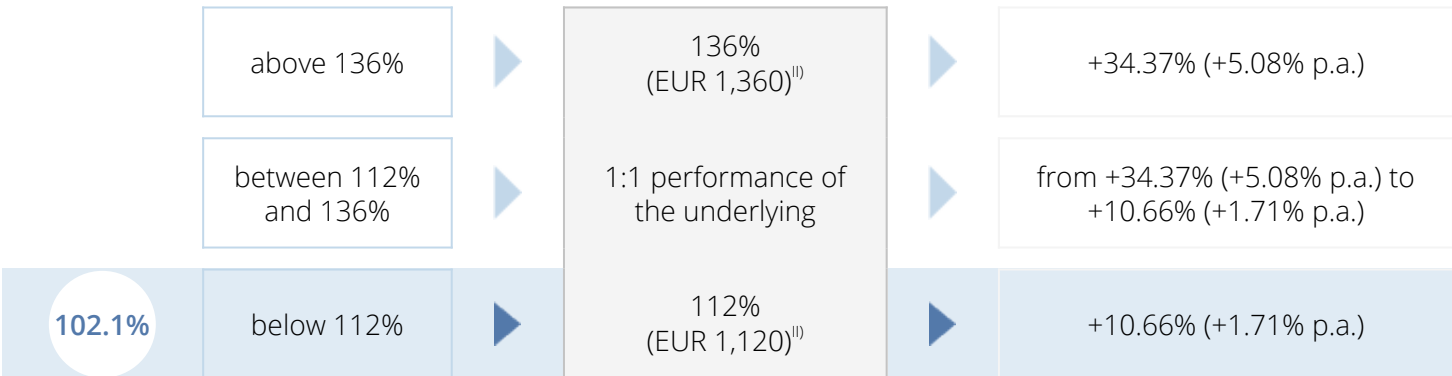 above 136%
136%
(EUR 1,360)II)
+34.37% (+5.08% p.a.)
between 112%
and 136%
1:1 performance of
the underlying
from +34.37% (+5.08% p.a.) to
+10.66% (+1.71% p.a.)
102.1%
below 112%
112%
(EUR 1,120)II)
+10.66% (+1.71% p.a.)